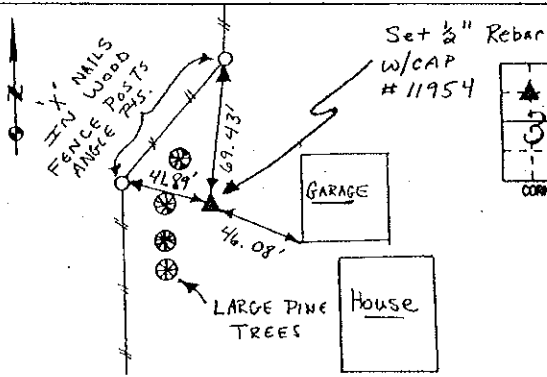 Set 1/2" Rebar
W/CAP
# 11954
N
'X' NAILS
IN WOOD
FENCE POSTS
ANGLE PTS.
69.43'
41.89'
46.08'
GARAGE
House
LARGE PINE
TREES